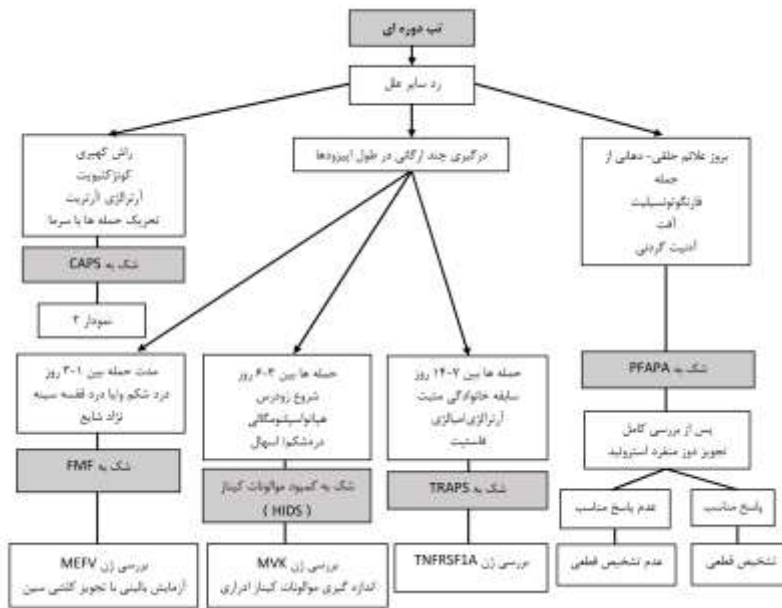 تب دوره ای
رد سایر علل
راش کهیری
کونژکتیویت
آرترالژی /آرتریت
تحریک حمله ها با سرما
شک به CAPS
نمودار ۲
درگیری چند ارگانی در طول اپیزودها
بروز علائم حلقی- دهانی از
جمله
فارنگوتونسیلیت
آفت
آدنیت گردنی
مدت حمله بین ۱-۳ روز
درد شکم و/یا درد قفسه سینه
نژاد شایع
شک به FMF
بررسی ژن MEFV
آزمایش بالینی با تجویز کلشی سین
حمله ها بین ۳-۶ روز
شروع زودرس
هپاتواسپلنومگالی
درد شکم/ اسهال
شک به کمبود موالونات کیناز
( HIDS )
بررسی ژن MVK
اندازه گیری موالونات کیناز ادراری
حمله ها بین ۷-۱۴ روز
سابقه خانوادگی مثبت
آرترالژی/میالژی
فاسئیت
شک به TRAPS
بررسی ژن TNFRSF1A
شک به PFAPA
پس از بررسی کامل
تجویز دوز منفرد استروئید
پاسخ مناسب
تشخیص قطعی
عدم پاسخ مناسب
عدم تشخیص قطعی